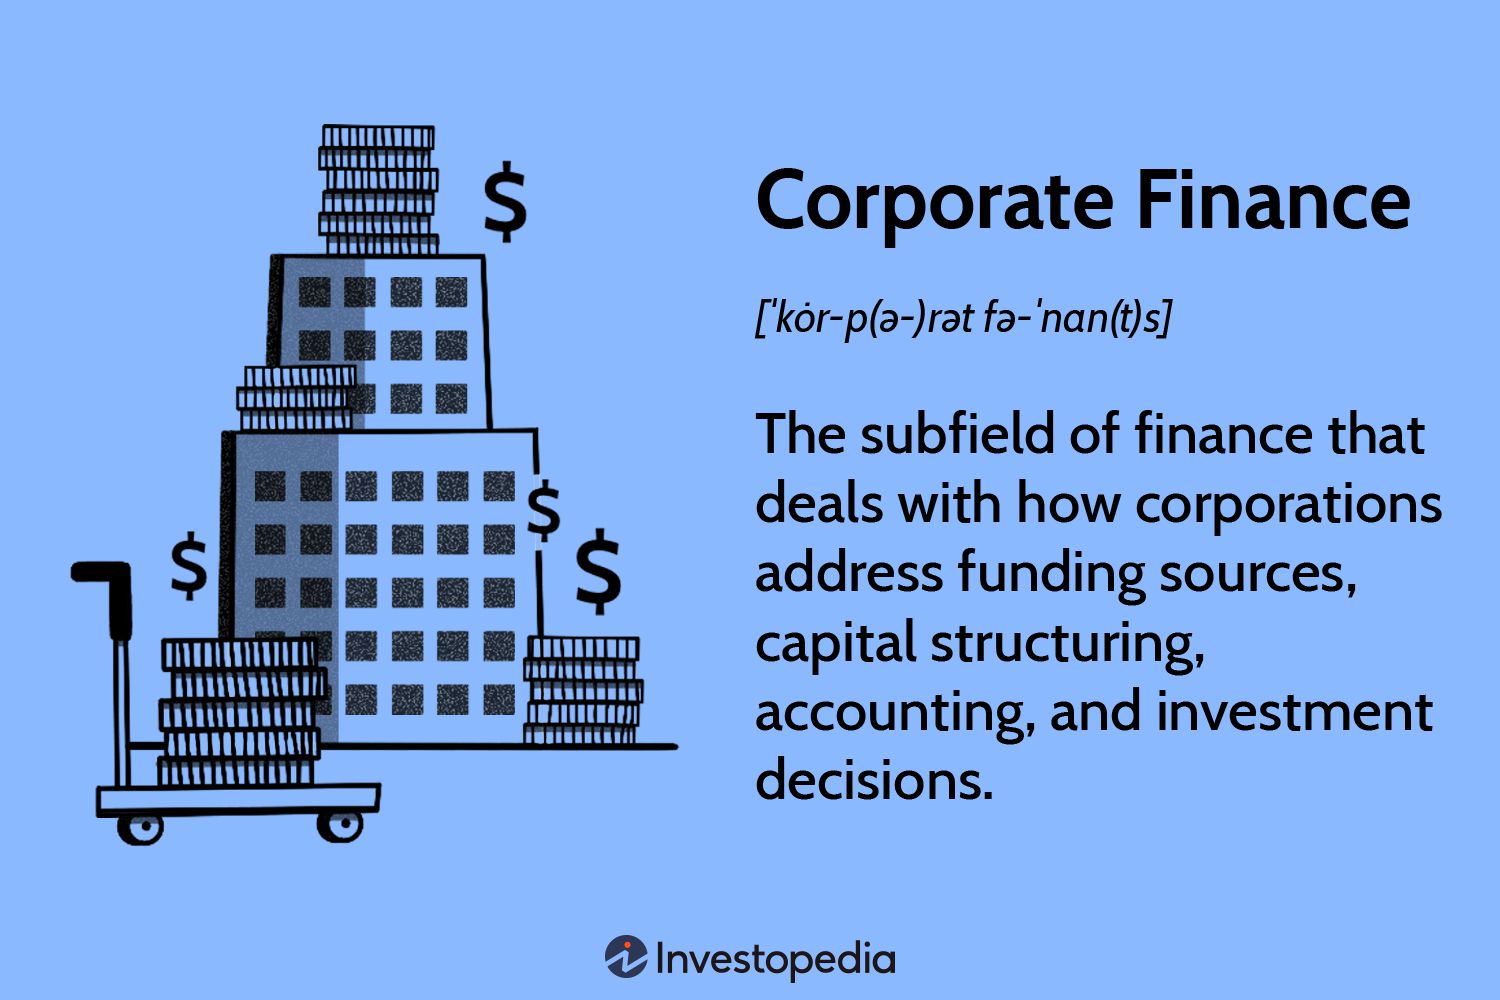 $
Corporate Finance
[ˈkȯr-p(ə-)rət fə-ˈnan(t)s]
The subfield of finance that
deals with how corporations
address funding sources,
capital structuring,
accounting, and investment
decisions.
$
$
$
Investopedia